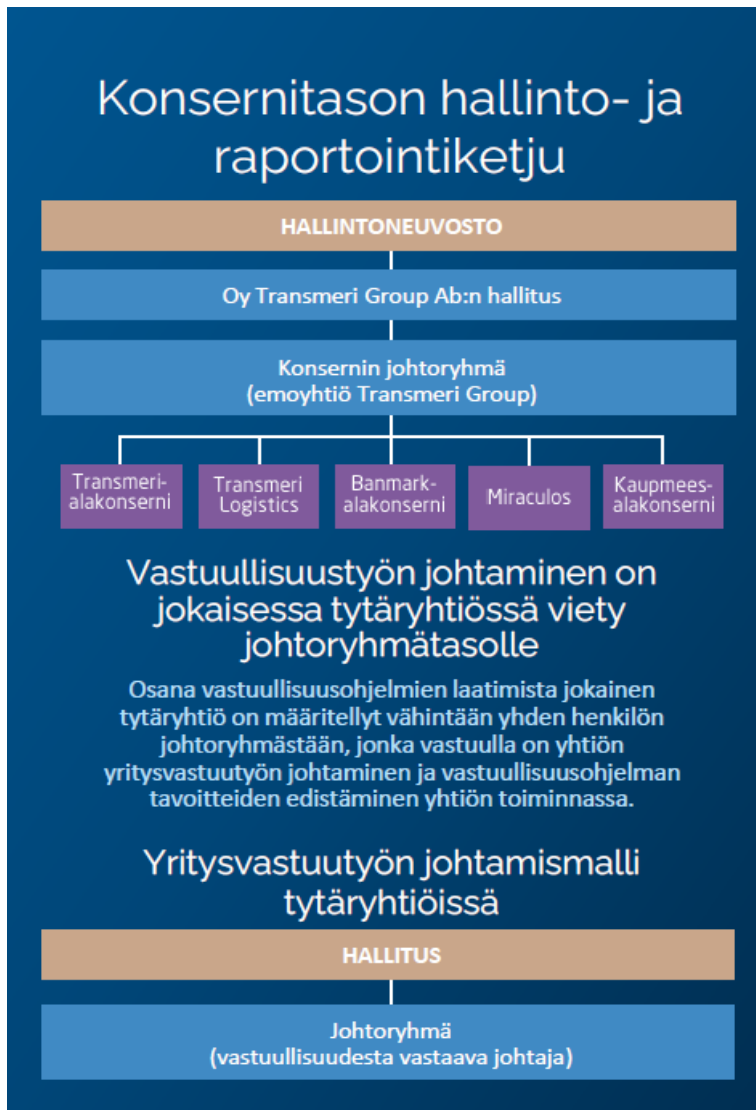 Konsernitason hallinto- ja
raportointiketju
HALLINTONEUVOSTO
Oy Transmeri Group Ab:n hallitus
Konsernin johtoryhmä
(emoyhtiö Transmeri Group)
Transmeri-
alakonserni
Transmeri
Logistics
Banmark-
alakonserni
Miraculos
Kaupmees-
alakonserni
Vastuullisuustyön johtaminen on
jokaisessa tytäryhtiössä viety
johtoryhmätasolle
Osana vastuullisuusohjelmien laatimista jokainen
tytäryhtiö on määritellyt vähintään yhden henkilön
johtoryhmästään, jonka vastuulla on yhtiön
yritysvastuutyön johtaminen ja vastuullisuusohjelman
tavoitteiden edistäminen yhtiön toiminnassa.
Yritysvastuutyön johtamismalli
tytäryhtiöissä
HALLITUS
Johtoryhmä
(vastuullisuudesta vastaava johtaja)